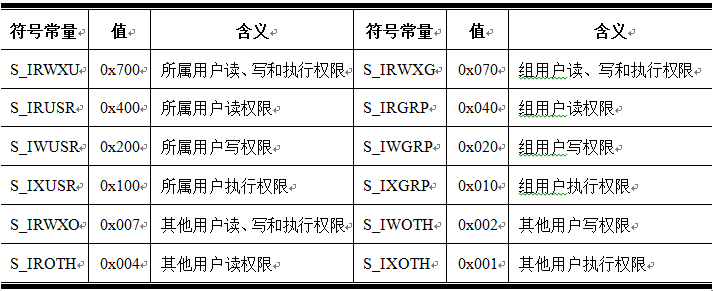 符号常量 值 含义 符号常量 值 含义
S_IRWXU 0x700 所属用户读、写和执行权限 S_IRWXG 0x070 组用户读、写和执行权限
S_IRUSR 0x400 所属用户读权限 S_IRGRP 0x040 组用户读权限
S_IWUSR 0x200 所属用户写权限 S_IWGRP 0x020 组用户写权限
S_IXUSR 0x100 所属用户执行权限 S_IXGRP 0x010 组用户执行权限
S_IRWXO 0x007 其他用户读、写和执行权限 S_IWOTH 0x002 其他用户写权限
S_IROTH 0x004 其他用户读权限 S_IXOTH 0x001 其他用户执行权限